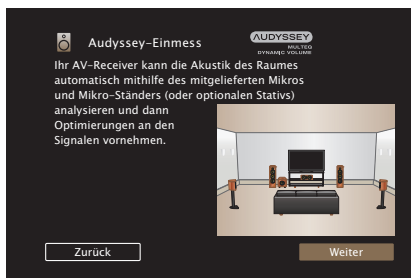 Audyssey-Einmess
AUDYSSEY
MULTEQ
DYNAMIC VOLUME
Ihr AV-Receiver kann die Akustik des Raumes
automatisch mithilfe des mitgelieferten Mikros
und Mikro-Ständers (oder optionalen Stativs)
analysieren und dann
Optimierungen an den
Signalen vornehmen.
Zurück
Weiter